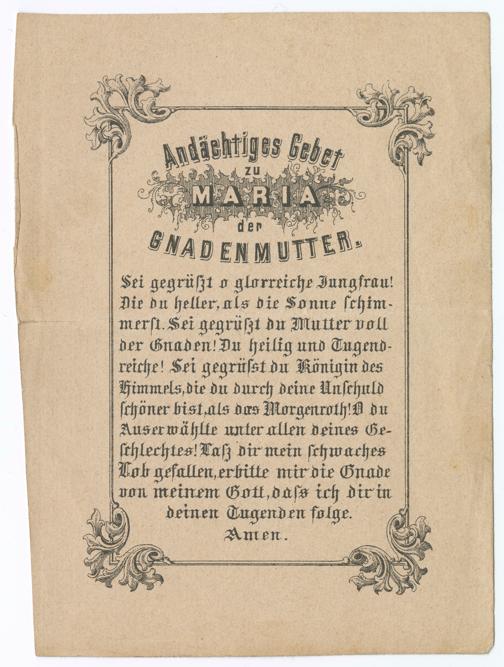 Andächtiges Gebet
zu
MARIA
der
GNADENMUTTER.
Sei gegrüßt o glorreiche Jungfrau!
Die du heller, als die Sonne schim-
merst. Sei gegrüßt du Mutter voll
der Gnaden! Du heilig und Tugend-
reiche! Sei gegrüsst du Königin des
Himmels, die du durch deine Unschuld
schöner bist, als das Morgenroth! O du
Auserwählte unter allen deines Ge-
schlechtes! Laß dir mein schwaches
Lob gefallen, erbitte mir die Gnade
von meinem Gott, dass ich dir in
deinen Tugenden folge.
Amen.